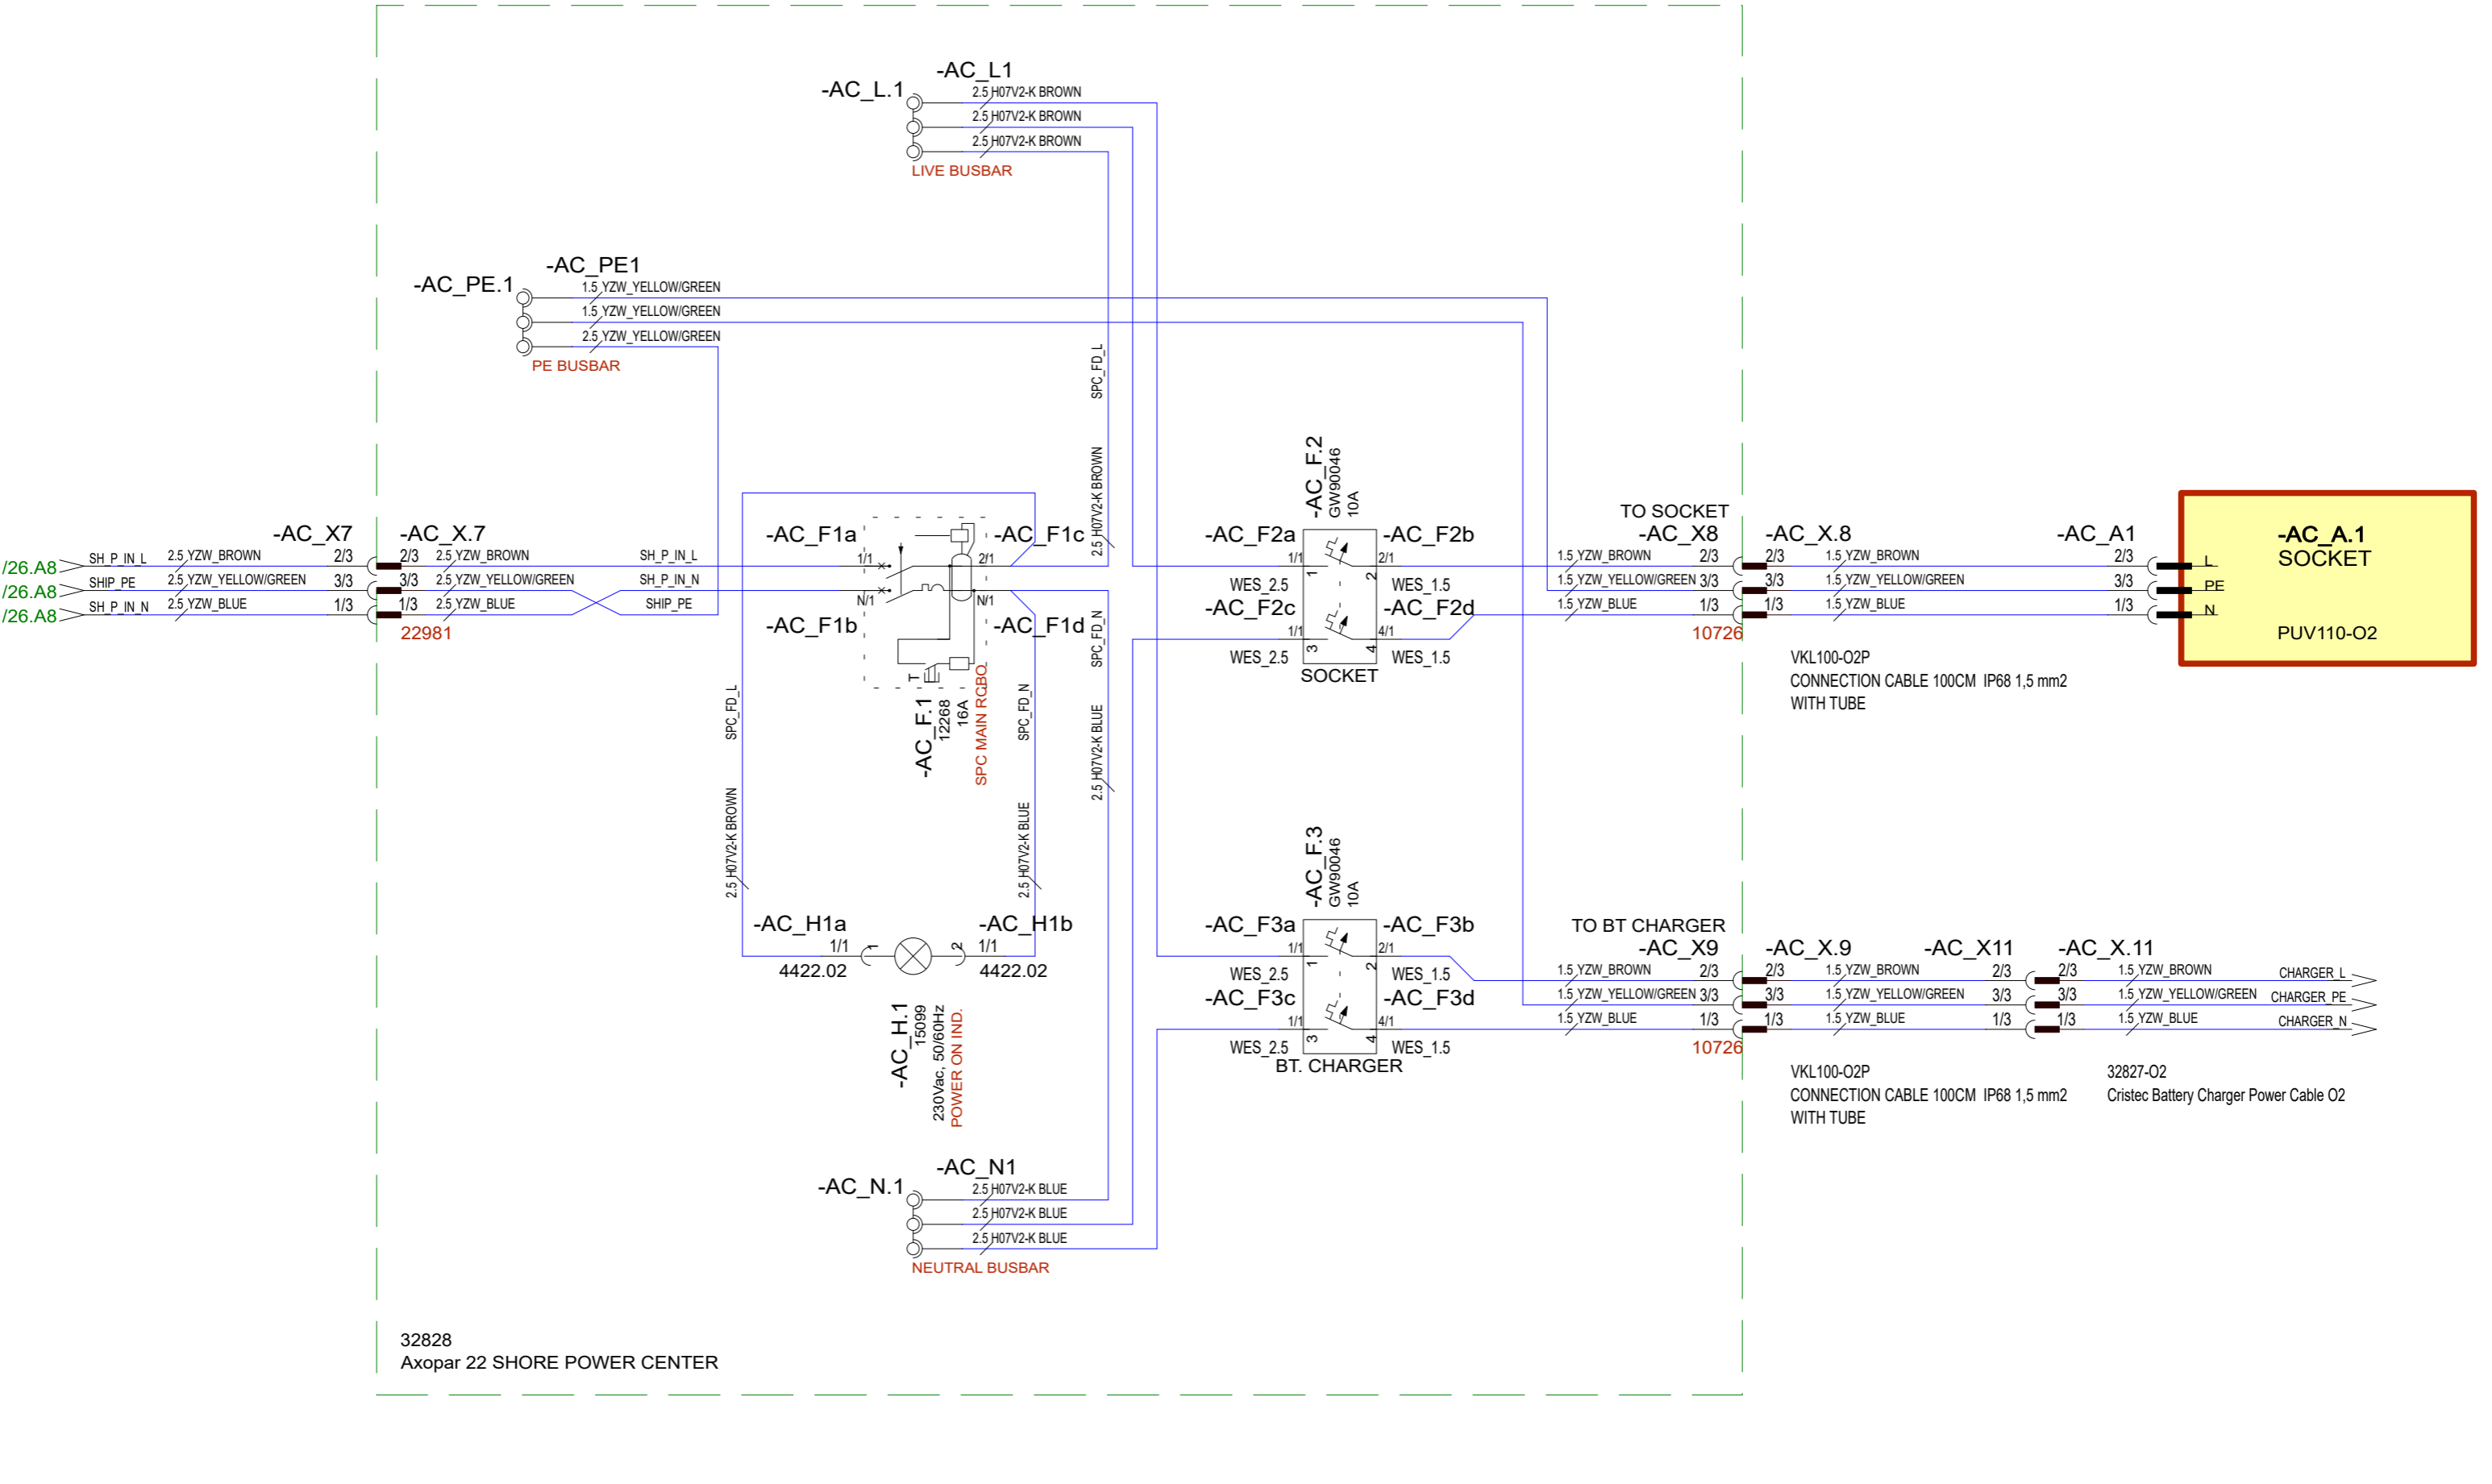 -AC_L1
-AC_L.1
2.5 H07V2-K BROWN
2.5 H07V2-K BROWN
2.5 H07V2-K BROWN
LIVE BUSBAR
-AC_PE1
-AC_PE.1
1.5 YZW_YELLOW/GREEN
1.5 YZW_YELLOW/GREEN
2.5 YZW_YELLOW/GREEN
PE BUSBAR
SPC_FD_L
2.5 H07V2-K BROWN
/26.A8
/26.A8
/26.A8
SH_P_IN_L
SHIP_PE
SH_P_IN_N
2.5 YZW_BROWN
2.5 YZW_YELLOW/GREEN
2.5 YZW_BLUE
-AC_X7
2/3
3/3
1/3
-AC_X.7
2/3
3/3
1/3
22981
2.5 YZW_BROWN
2.5 YZW_YELLOW/GREEN
2.5 YZW_BLUE
SH_P_IN_L
SH_P_IN_N
SHIP_PE
-AC_F1a
1/1
N/1
-AC_F1b
-AC_F1c
2/1
N/1
-AC_F1d
T
-AC_F.1
12268
16A
SPC MAIN RCBO
SPC_FD_L
2.5 H07V2-K BROWN
SPC_FD_N
2.5 H07V2-K BLUE
SPC_FD_N
2.5 H07V2-K BLUE
-AC_H1a
1/1
4422.02
1
2
-AC_H1b
1/1
4422.02
-AC_H.1
15099
230Vac, 50/60Hz
POWER ON IND.
-AC_N1
-AC_N.1
2.5 H07V2-K BLUE
2.5 H07V2-K BLUE
2.5 H07V2-K BLUE
NEUTRAL BUSBAR
-AC_F.2
GW90046
10A
-AC_F2a
1/1
WES_2.5
-AC_F2c
1/1
WES_2.5
1
2
3
4
-AC_F2b
2/1
WES_1.5
-AC_F2d
4/1
WES_1.5
SOCKET
TO SOCKET
-AC_X8
1.5 YZW_BROWN
2/3
1.5 YZW_YELLOW/GREEN
3/3
1.5 YZW_BLUE
1/3
10726
-AC_X.8
2/3
3/3
1/3
1.5 YZW_BROWN
1.5 YZW_YELLOW/GREEN
1.5 YZW_BLUE
VKL100-O2P
CONNECTION CABLE 100CM IP68 1,5 mm2
WITH TUBE
-AC_A1
2/3
3/3
1/3
L
PE
N
-AC_A.1
SOCKET
PUV110-O2
-AC_F.3
GW90046
10A
-AC_F3a
1/1
WES_2.5
-AC_F3c
1/1
WES_2.5
1
2
3
4
-AC_F3b
2/1
WES_1.5
-AC_F3d
4/1
WES_1.5
BT. CHARGER
TO BT CHARGER
-AC_X9
1.5 YZW_BROWN
2/3
1.5 YZW_YELLOW/GREEN
3/3
1.5 YZW_BLUE
1/3
10726
-AC_X.9
2/3
3/3
1/3
1.5 YZW_BROWN
1.5 YZW_YELLOW/GREEN
1.5 YZW_BLUE
VKL100-O2P
CONNECTION CABLE 100CM IP68 1,5 mm2
WITH TUBE
-AC_X11
2/3
3/3
1/3
-AC_X.11
2/3
3/3
1/3
1.5 YZW_BROWN
1.5 YZW_YELLOW/GREEN
1.5 YZW_BLUE
CHARGER_L
CHARGER_PE
CHARGER_N
32827-O2
Cristec Battery Charger Power Cable O2
32828
Axopar 22 SHORE POWER CENTER